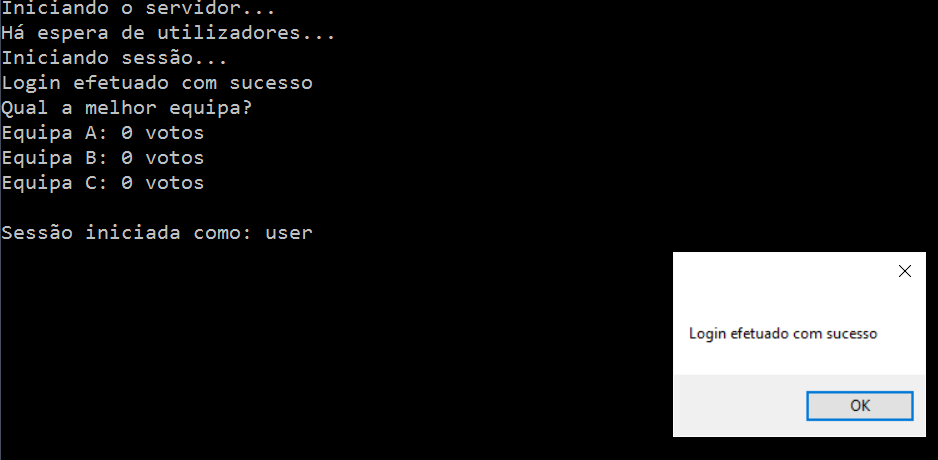 Iniciando o servidor...
Há espera de utilizadores...
Iniciando sessão...
Login efetuado com sucesso
Qual a melhor equipa?
Equipa A: 0 votos
Equipa B: 0 votos
Equipa C: 0 votos
Sessão iniciada como: user
Login efetuado com sucesso
OK